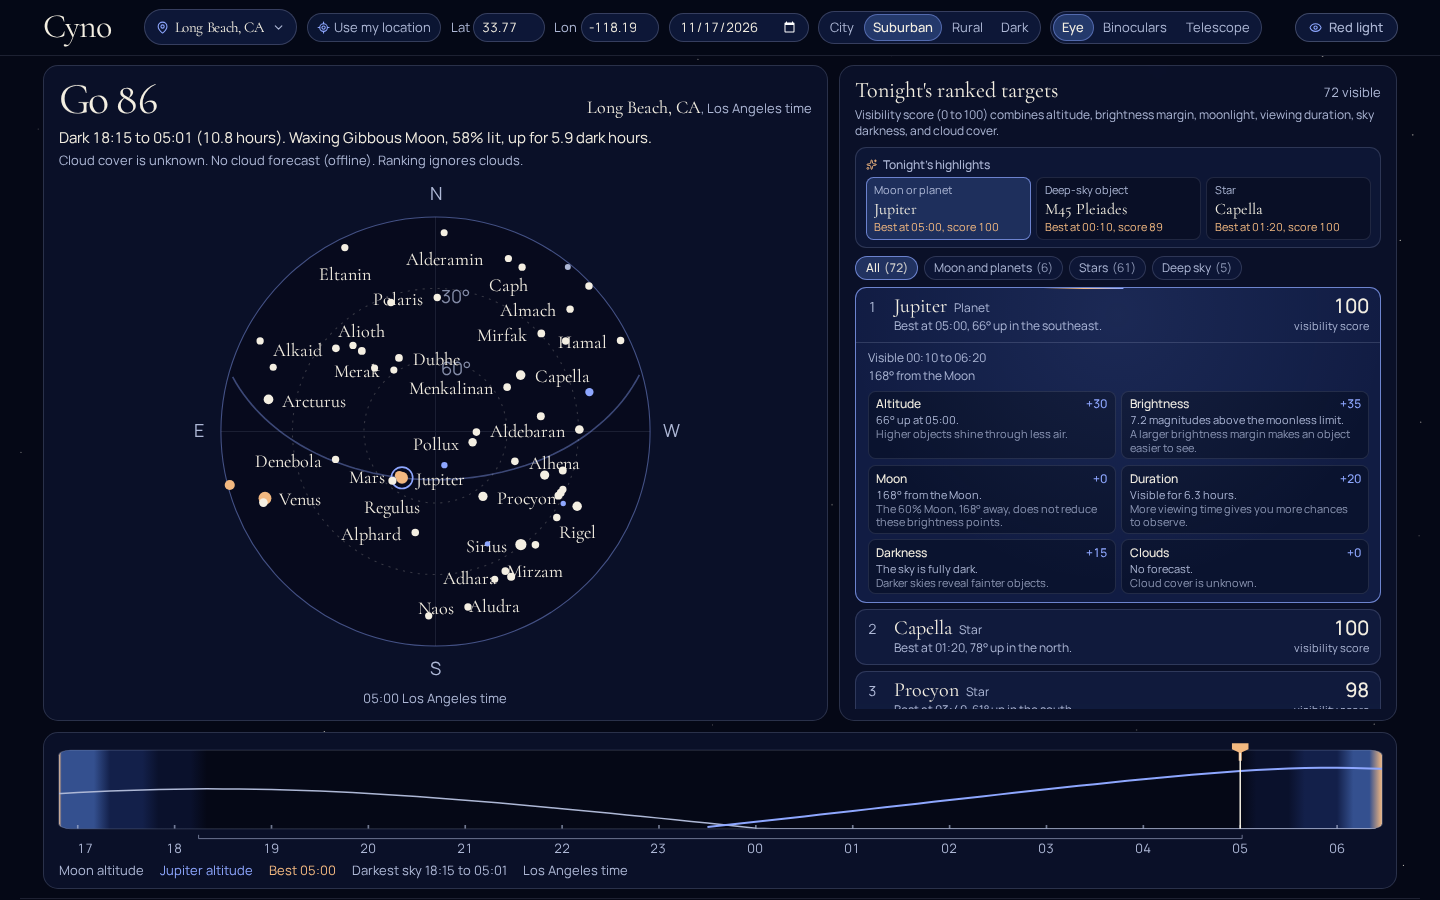 Cyno
Long Beach, CA
Use my location
Lat 33.77
Lon -118.19
11/17/2026
City Suburban Rural Dark
Eye Binoculars Telescope
Red light
Go 86
Long Beach, CA, Los Angeles time
Dark 18:15 to 05:01 (10.8 hours). Waxing Gibbous Moon, 58% lit, up for 5.9 dark hours.
Cloud cover is unknown. No cloud forecast (offline). Ranking ignores clouds.
N
Alderamin
Eltanin
Caph
Polaris
30°
Almach
Alioth
Mirfak
Hamal
Alkaid
Dubhe
60°
Merak
Capella
Menkalinan
Arcturus
E
Pollux
Aldebaran
W
Denebola
Alhena
Mars
Jupiter
Venus
Procyon
Regulus
Alphard
Rigel
Sirius
Adhara
Mirzam
Naos
Aludra
S
05:00 Los Angeles time
Tonight's ranked targets
72 visible
Visibility score (0 to 100) combines altitude, brightness margin, moonlight, viewing duration, sky
darkness, and cloud cover.
Tonight's highlights
Moon or planet
Jupiter
Best at 05:00, score 100
Deep-sky object
M45 Pleiades
Best at 00:10, score 89
Star
Capella
Best at 01:20, score 100
All (72)
Moon and planets (6)
Stars (61)
Deep sky (5)
1 Jupiter Planet 100
Best at 05:00, 66° up in the southeast. visibility score
Visible 00:10 to 06:20
168° from the Moon
Altitude +30
66° up at 05:00.
Higher objects shine through less air.
Brightness +35
7.2 magnitudes above the moonless limit.
A larger brightness margin makes an object
easier to see.
Moon +0
168° from the Moon.
The 60% Moon, 168° away, does not reduce
these brightness points.
Duration +20
Visible for 6.3 hours.
More viewing time gives you more chances
to observe.
Darkness +15
The sky is fully dark.
Darker skies reveal fainter objects.
Clouds +0
No forecast.
Cloud cover is unknown.
2 Capella Star 100
Best at 01:20, 78° up in the north. visibility score
3 Procyon Star 98
Best at 03:40, 61° up in the south. visibility score
17 18 19 20 21 22 23 00 01 02 03 04 05 06
Moon altitude
Jupiter altitude
Best 05:00
Darkest sky 18:15 to 05:01
Los Angeles time